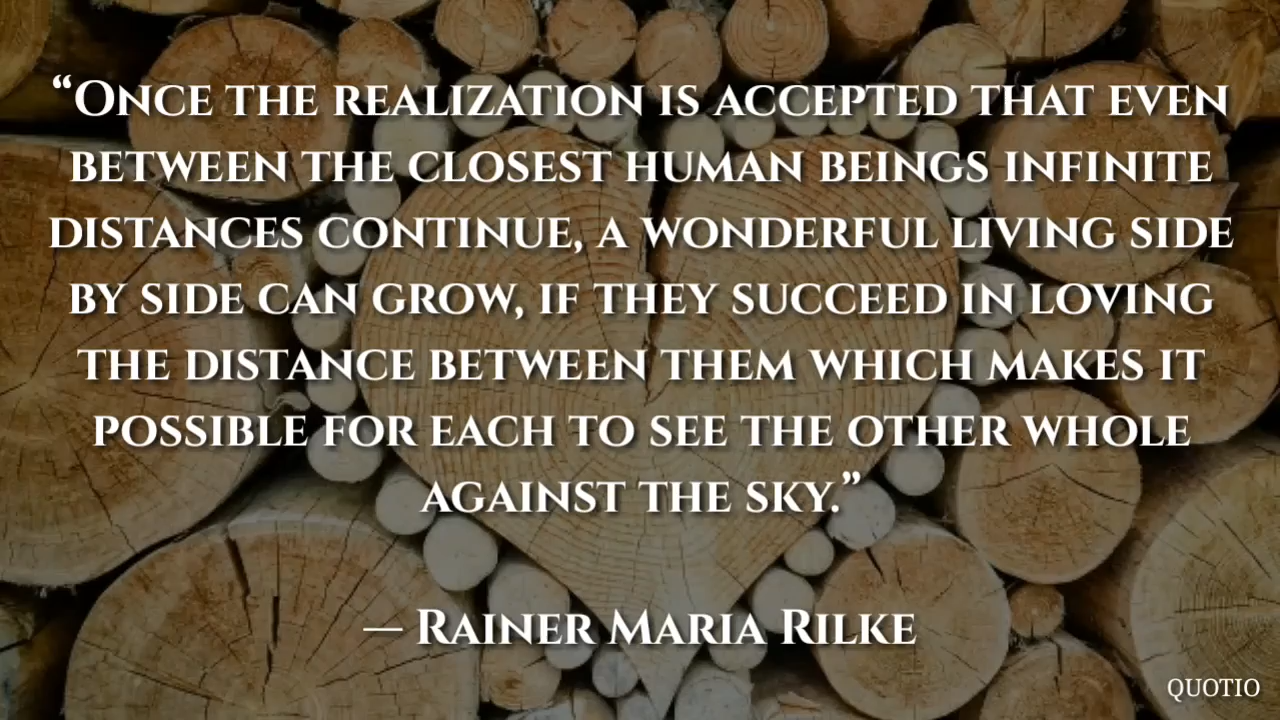 “Once the realization is accepted that even
between the closest human beings infinite
distances continue, a wonderful living side
by side can grow, if they succeed in loving
the distance between them which makes it
possible for each to see the other whole
against the sky.”
— Rainer Maria Rilke
QUOTIO